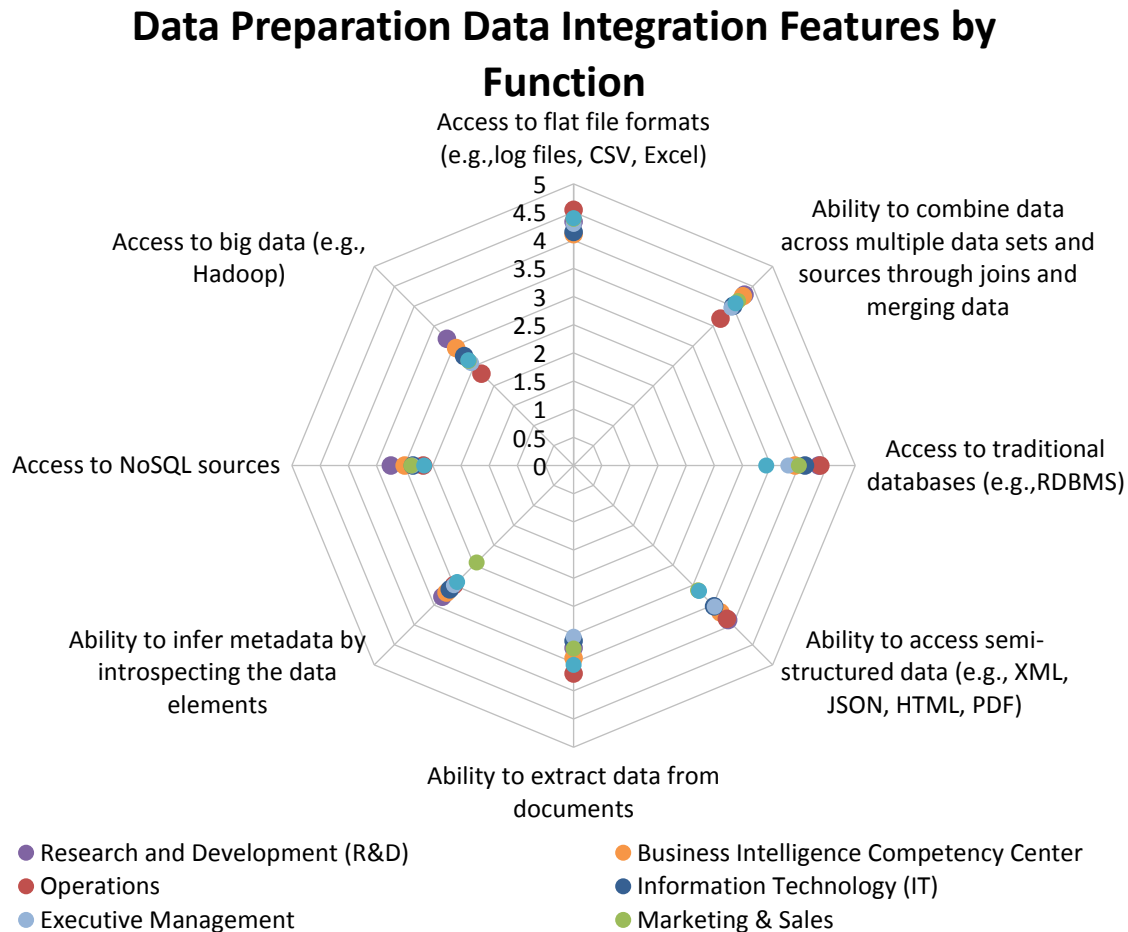 Data Preparation Data Integration Features by
Function
Access to flat file formats
(e.g.,log files, CSV, Excel)
Ability to combine data
across multiple data sets and
sources through joins and
merging data
Access to big data (e.g.,
Hadoop)
5
4.5
4
3.5
3
2.5
2
1.5
1
0.5
0
Access to NoSQL sources
Access to traditional
databases (e.g.,RDBMS)
Ability to infer metadata by
introspecting the data
elements
Ability to access semi-
structured data (e.g., XML,
JSON, HTML, PDF)
Ability to extract data from
documents
Research and Development (R&D)
Business Intelligence Competency Center
Operations
Information Technology (IT)
Executive Management
Marketing & Sales